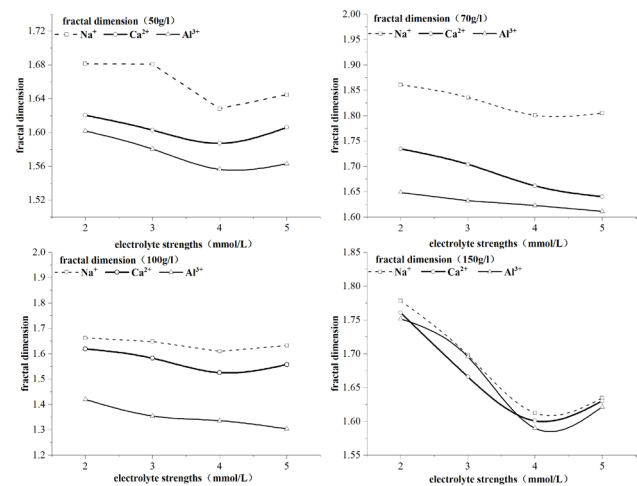 fractal dimension（50g/l）
Na+ Ca2+ Al3+
1.72
1.68
1.64
1.60
1.56
1.52
fractal dimension
2 3 4 5
electrolyte strengths（mmol/L）
fractal dimension（70g/l）
Na+ Ca2+ Al3+
2.00
1.95
1.90
1.85
1.80
1.75
1.70
1.65
1.60
fractal dimension
2 3 4 5
electrolyte strengths（mmol/L）
fractal dimension（100g/l）
Na+ Ca2+ Al3+
2.0
1.9
1.8
1.7
1.6
1.5
1.4
1.3
1.2
fractal dimension
2 3 4 5
electrolyte strengths（mmol/L）
fractal dimension（150g/l）
Na+ Ca2+ Al3+
1.85
1.80
1.75
1.70
1.65
1.60
1.55
fractal dimension
2 3 4 5
electrolyte strengths（mmol/L）